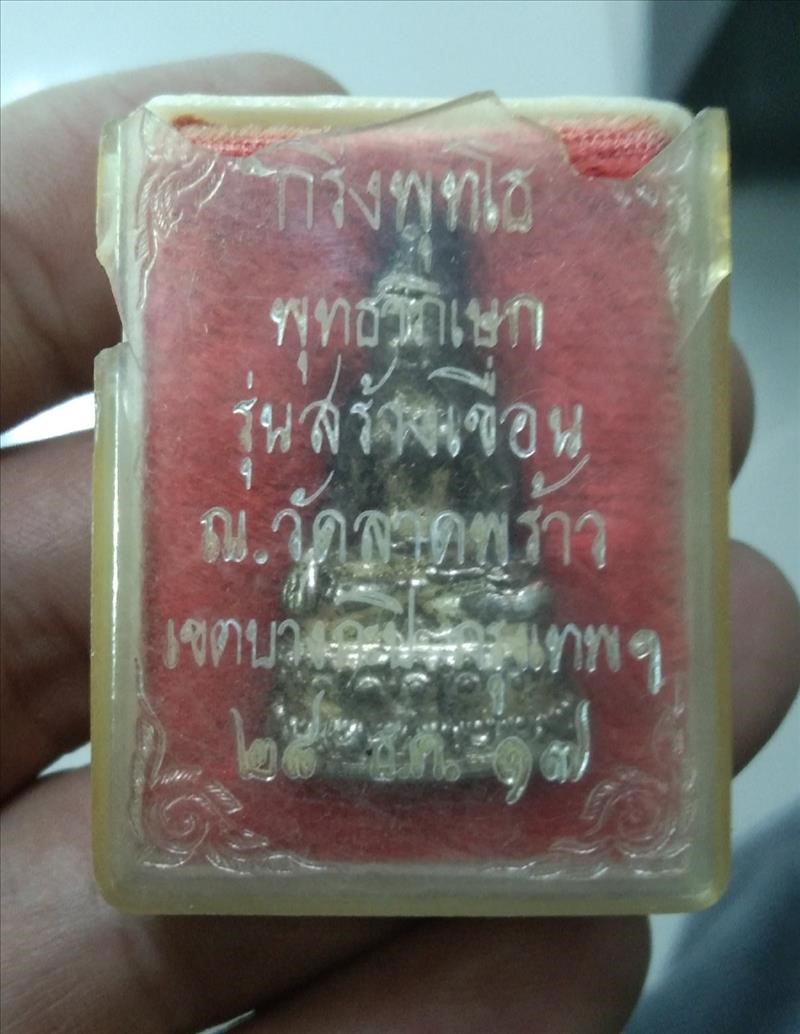 กริ่งพุทโธ
พุทธาภิเษก
รุ่นสร้างเขื่อน
ณ.วัดลาดพร้าว
เขตบางกะปิ กรุงเทพฯ
๒๘ ธ.ค. ๑๗